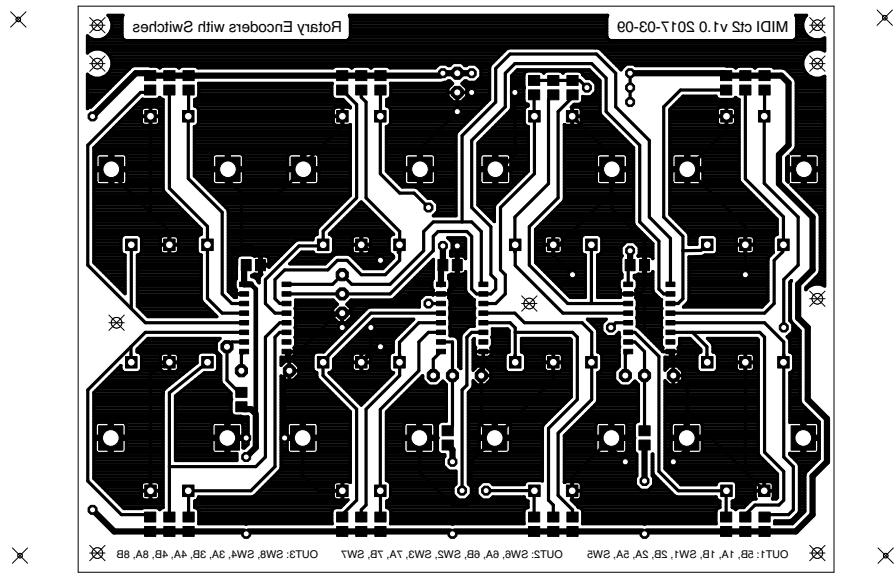 MIDI ct2 v1.0 2017-03-09
Rotary Encoders with Switches
OUT1: 5B, 1A, 1B, SW1, 2B, 2A, 5A, SW5
OUT2: SW6, 6A, 6B, SW2, SW3, 7A, 7B, SW7
OUT3: SW8, SW4, 3A, 3B, 4A, 4B, 8A, 8B